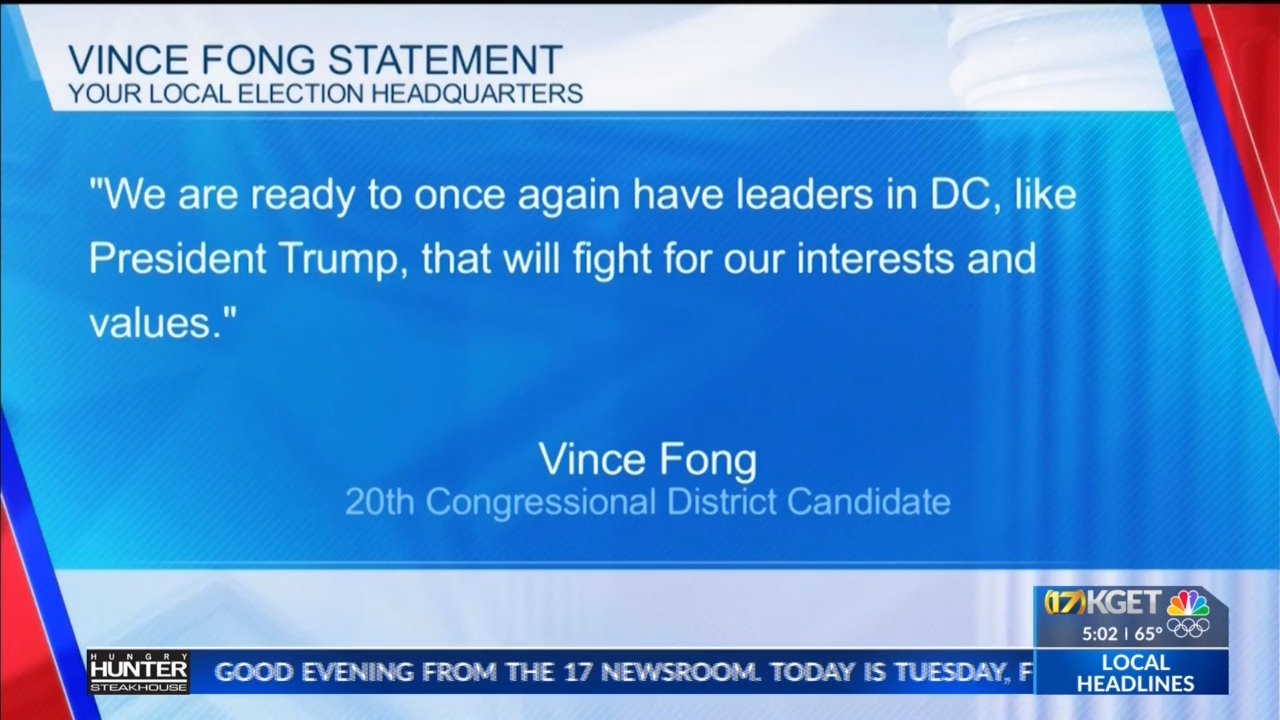 VINCE FONG STATEMENT
YOUR LOCAL ELECTION HEADQUARTERS
"We are ready to once again have leaders in DC, like
President Trump, that will fight for our interests and
values."
Vince Fong
20th Congressional District Candidate
17 KGET
5:02 | 65°
HUNGRY
HUNTER
STEAKHOUSE
GOOD EVENING FROM THE 17 NEWSROOM. TODAY IS TUESDAY, F
LOCAL
HEADLINES